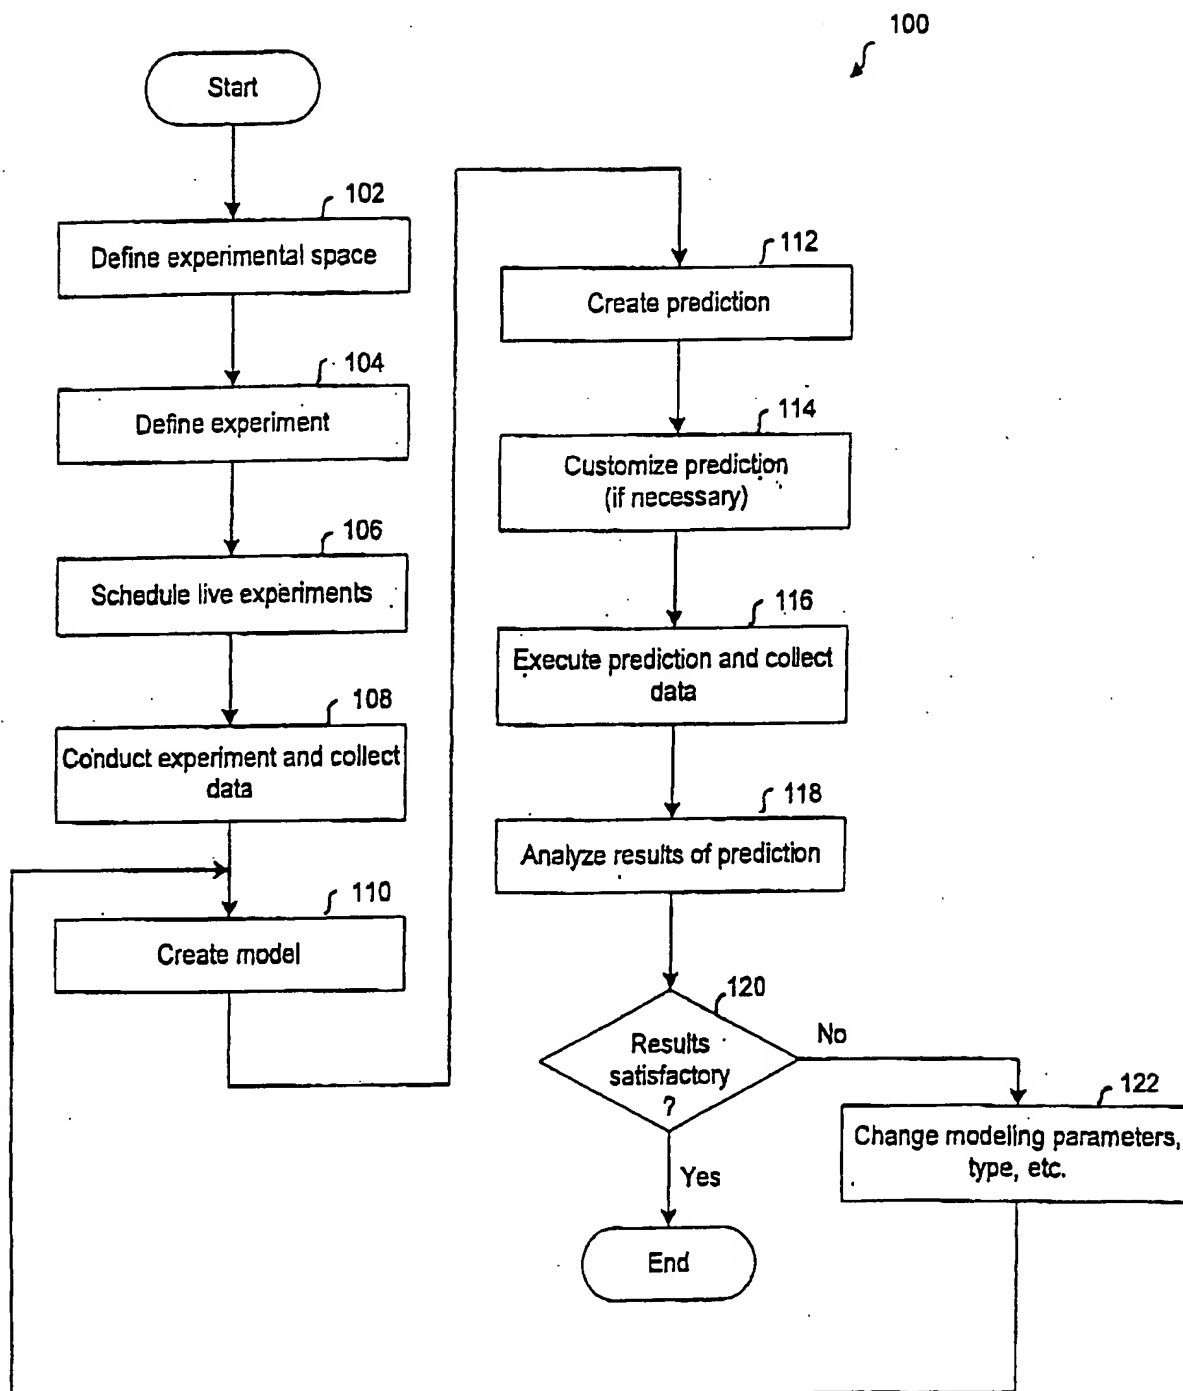 100
Start
102
Define experimental space
104
Define experiment
106
Schedule live experiments
108
Conduct experiment and collect
data
110
Create model
112
Create prediction
114
Customize prediction
(if necessary)
116
Execute prediction and collect
data
118
Analyze results of prediction
120
Results
satisfactory
?
No
Yes
122
Change modeling parameters,
type, etc.
End